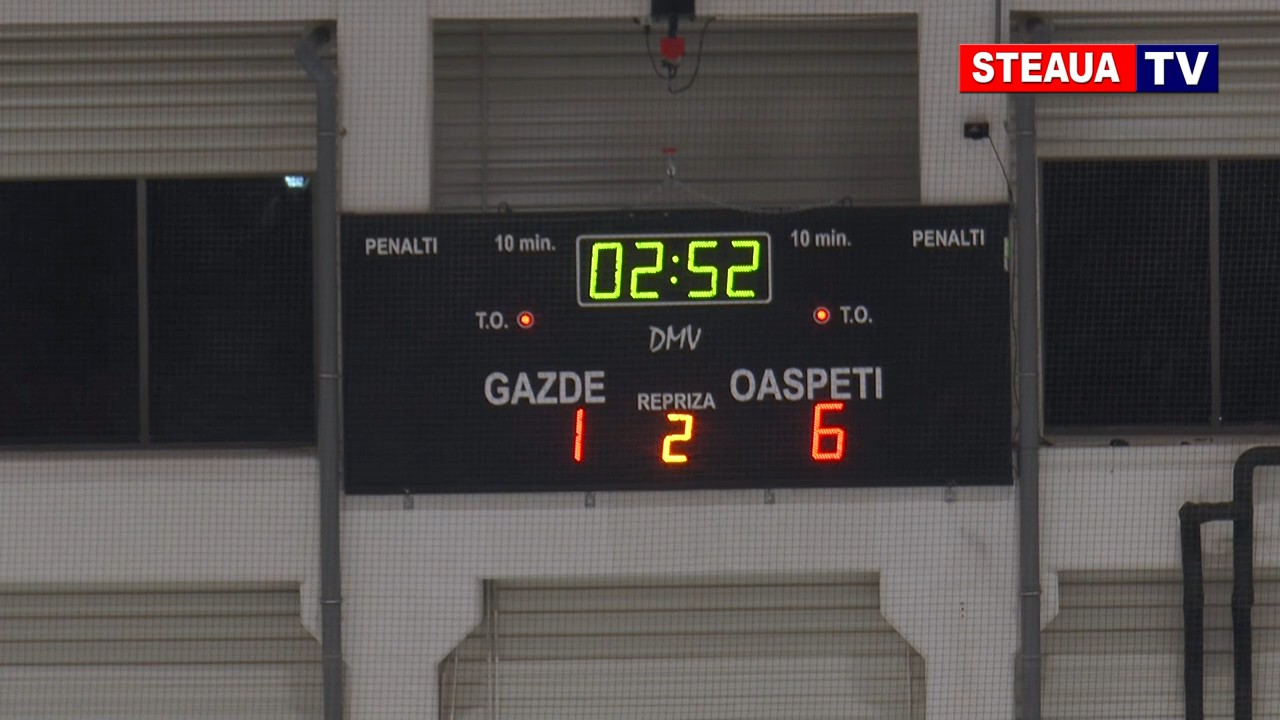 STEAUA TV
PENALTI 10 min. 02:52 10 min. PENALTI
T.O. T.O.
DMV
GAZDE REPRIZA OASPETI
1 2 6